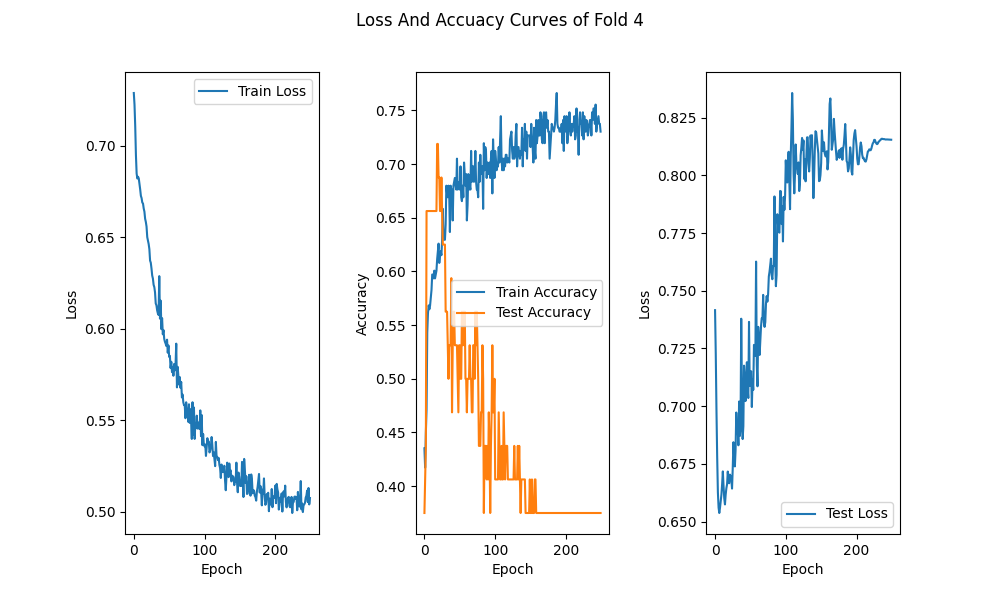 Loss And Accuacy Curves of Fold 4
Train Loss
Loss
0.70
0.65
0.60
0.55
0.50
0
100
200
Epoch
Train Accuracy
Test Accuracy
Accuracy
0.75
0.70
0.65
0.60
0.55
0.50
0.45
0.40
0
100
200
Epoch
Test Loss
Loss
0.825
0.800
0.775
0.750
0.725
0.700
0.675
0.650
0
100
200
Epoch